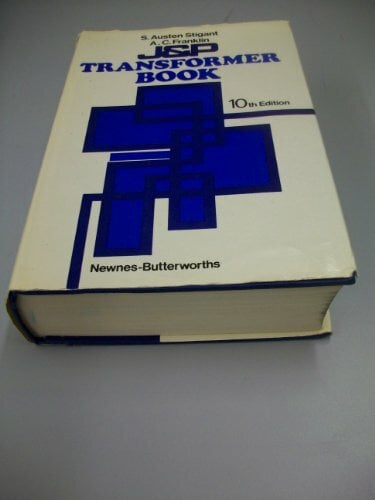 S. Austen Stigant
A. C. Franklin
J&P
TRANSFORMER
BOOK
10th Edition
Newnes-Butterworths